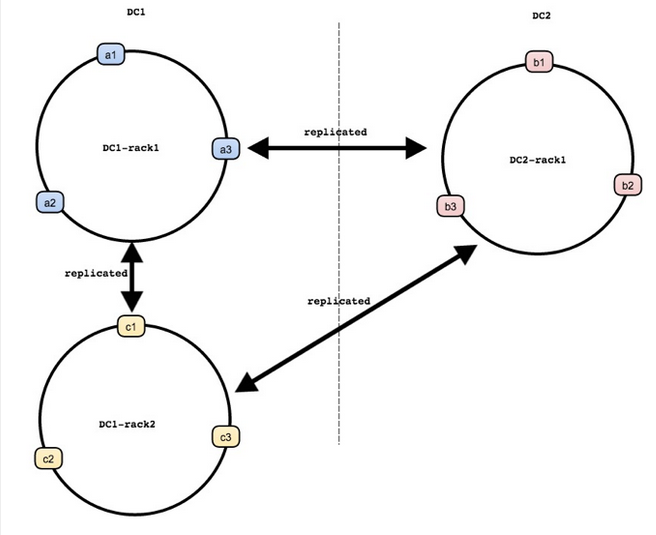 DC1
DC2
a1
b1
DC1-rack1
a3
replicated
DC2-rack1
a2
b3
b2
replicated
replicated
c1
DC1-rack2
c3
c2